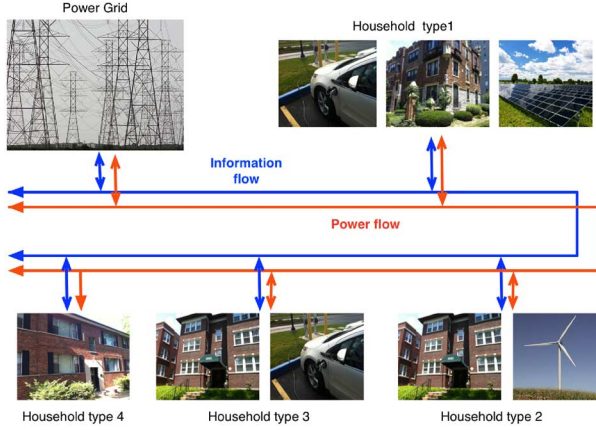 Power Grid
Household type1
Information
flow
Power flow
Household type 4
Household type 3
Household type 2